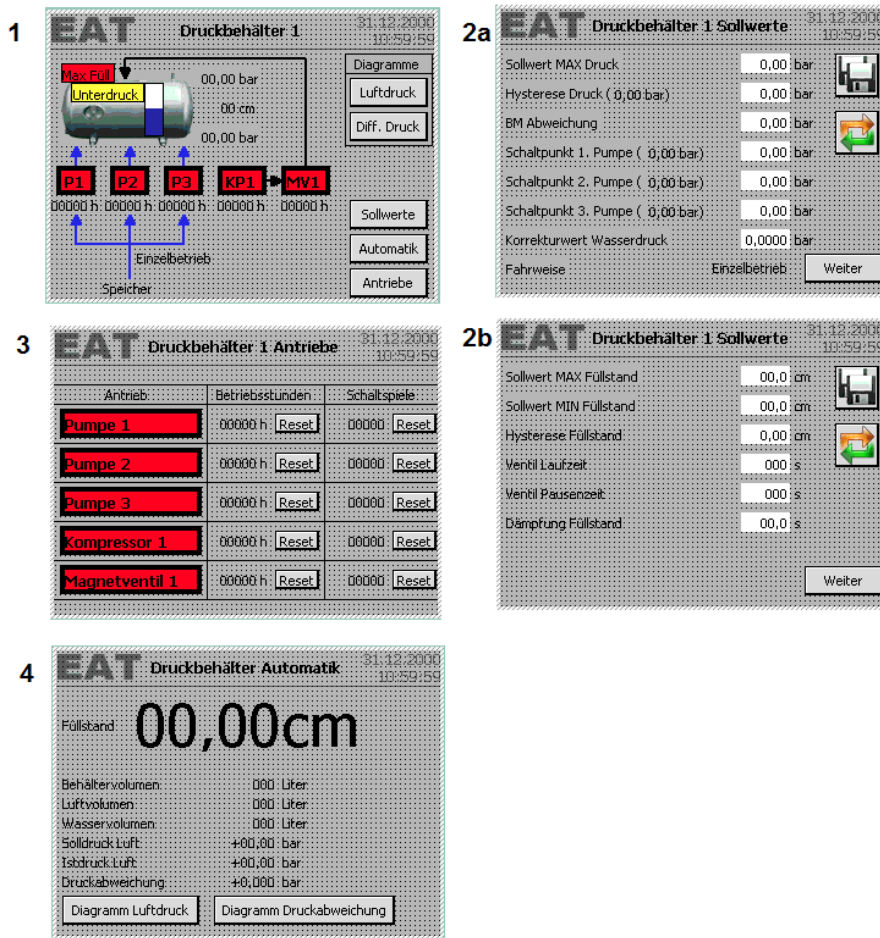 1
EAT Druckbehälter 1 31.12.2000
10:59:59
Max Füll
Unterdruck
00,00 bar
00 cm
00,00 bar
Diagramme
Luftdruck
Diff. Druck
P1 P2 P3 KP1 MV1
00000 h 00000 h 00000 h 00000 h 00000 h
Einzelbetrieb
Speicher
Sollwerte
Automatik
Antriebe
2a
EAT Druckbehälter 1 Sollwerte 31.12.2000
10:59:59
Sollwert MAX Druck 0,00 bar
Hysterese Druck ( 0,00 bar) 0,00 bar
BM Abweichung 0,00 bar
Schaltpunkt 1. Pumpe ( 0,00 bar) 0,00 bar
Schaltpunkt 2. Pumpe ( 0,00 bar) 0,00 bar
Schaltpunkt 3. Pumpe ( 0,00 bar) 0,00 bar
Korrekturwert Wasserdruck 0,0000 bar
Fahrweise Einzelbetrieb Weiter
3
EAT Druckbehälter 1 Antriebe 31.12.2000
10:59:59
Antrieb Betriebsstunden Schaltspiele
Pumpe 1 00000 h Reset 00000 Reset
Pumpe 2 00000 h Reset 00000 Reset
Pumpe 3 00000 h Reset 00000 Reset
Kompressor 1 00000 h Reset 00000 Reset
Magnetventil 1 00000 h Reset 00000 Reset
2b
EAT Druckbehälter 1 Sollwerte 31.12.2000
10:59:59
Sollwert MAX Füllstand 00,0 cm
Sollwert MIN Füllstand 00,0 cm
Hysterese Füllstand 0,00 cm
Ventil Laufzeit 000 s
Ventil Pausenzeit 000 s
Dämpfung Füllstand 00,0 s
Weiter
4
EAT Druckbehälter Automatik 31.12.2000
10:59:59
Füllstand 00,00cm
Behältervolumen 000 Liter
Luftvolumen 000 Liter
Wasservolumen 000 Liter
Solldruck Luft +00,00 bar
Istdruck Luft +00,00 bar
Druckabweichung +0,000 bar
Diagramm Luftdruck Diagramm Druckabweichung